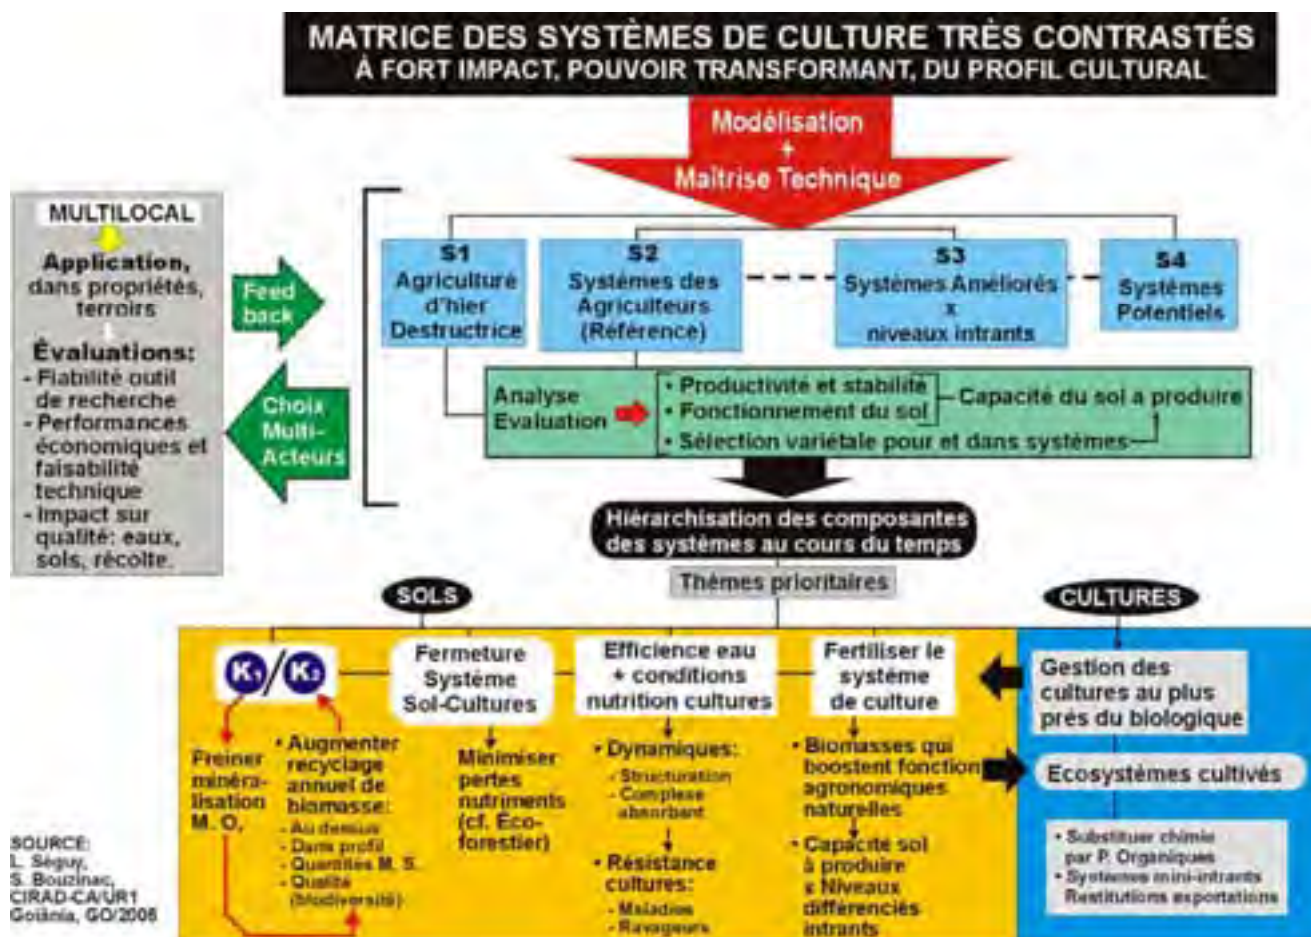 MATRICE DES SYSTÈMES DE CULTURE TRÈS CONTRASTÉS
À FORT IMPACT, POUVOIR TRANSFORMANT, DU PROFIL CULTURAL
Modélisation
+
Maîtrise Technique
MULTILOCAL
Application,
dans propriétés,
terroirs
Évaluations:
- Fiabilité outil
de recherche
- Performances
économiques et
faisabilité
technique
- Impact sur
qualité: eaux,
sols, récolte.
Feed
back
Choix
Multi-
Acteurs
S1
Agriculture
d'hier
Destructrice
S2
Systèmes des
Agriculteurs
(Référence)
S3
Systèmes Améliorés
x
niveaux intrants
S4
Systèmes
Potentiels
Analyse
Evaluation
• Productivité et stabilité
• Fonctionnement du sol
• Sélection variétale pour et dans systèmes
Capacité du sol a produire
Hiérarchisation des composantes
des systèmes au cours du temps
Thèmes prioritaires
SOLS
CULTURES
K1/K2
Freiner
minéra-
lisation
M. O.
• Augmenter
recyclage
annuel de
biomasse:
- Au dessus
- Dans profil
- Quantités M. S.
- Qualité
(biodiversité)
Fermeture
Système
Sol-Cultures
Minimiser
pertes
nutriments
(cf. Éco-
forestier)
Efficience eau
+ conditions
nutrition cultures
• Dynamiques:
- Structuration
- Complexe
absorbant
• Résistance
cultures:
- Maladies
- Ravageurs
Fertiliser le
système
de culture
• Biomasses qui
boostent fonction
agronomiques
naturelles
• Capacité sol
à produire
x Niveaux
différenciés
intrants
Gestion des
cultures au plus
près du biologique
Ecosystèmes cultivés
• Substituer chimie
par P. Organiques
• Systèmes mini-intrants
Restitutions exportations
SOURCE:
L. Séguy,
S. Bouzinac,
CIRAD-CA/UR1
Goiânia, GO/2006